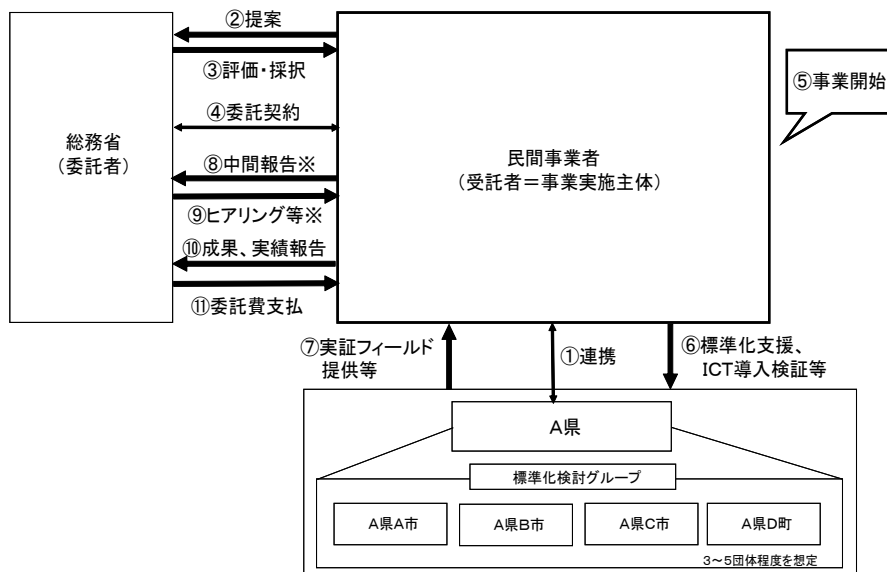 ②提案
③評価・採択
⑤事業開始
④委託契約
総務省
（委託者）
民間事業者
（受託者＝事業実施主体）
⑧中間報告※
⑨ヒアリング等※
⑩成果、実績報告
⑪委託費支払
⑦実証フィールド
提供等
①連携
⑥標準化支援、
ICT導入検証等
A県
標準化検討グループ
A県A市
A県B市
A県C市
A県D町
3～5団体程度を想定